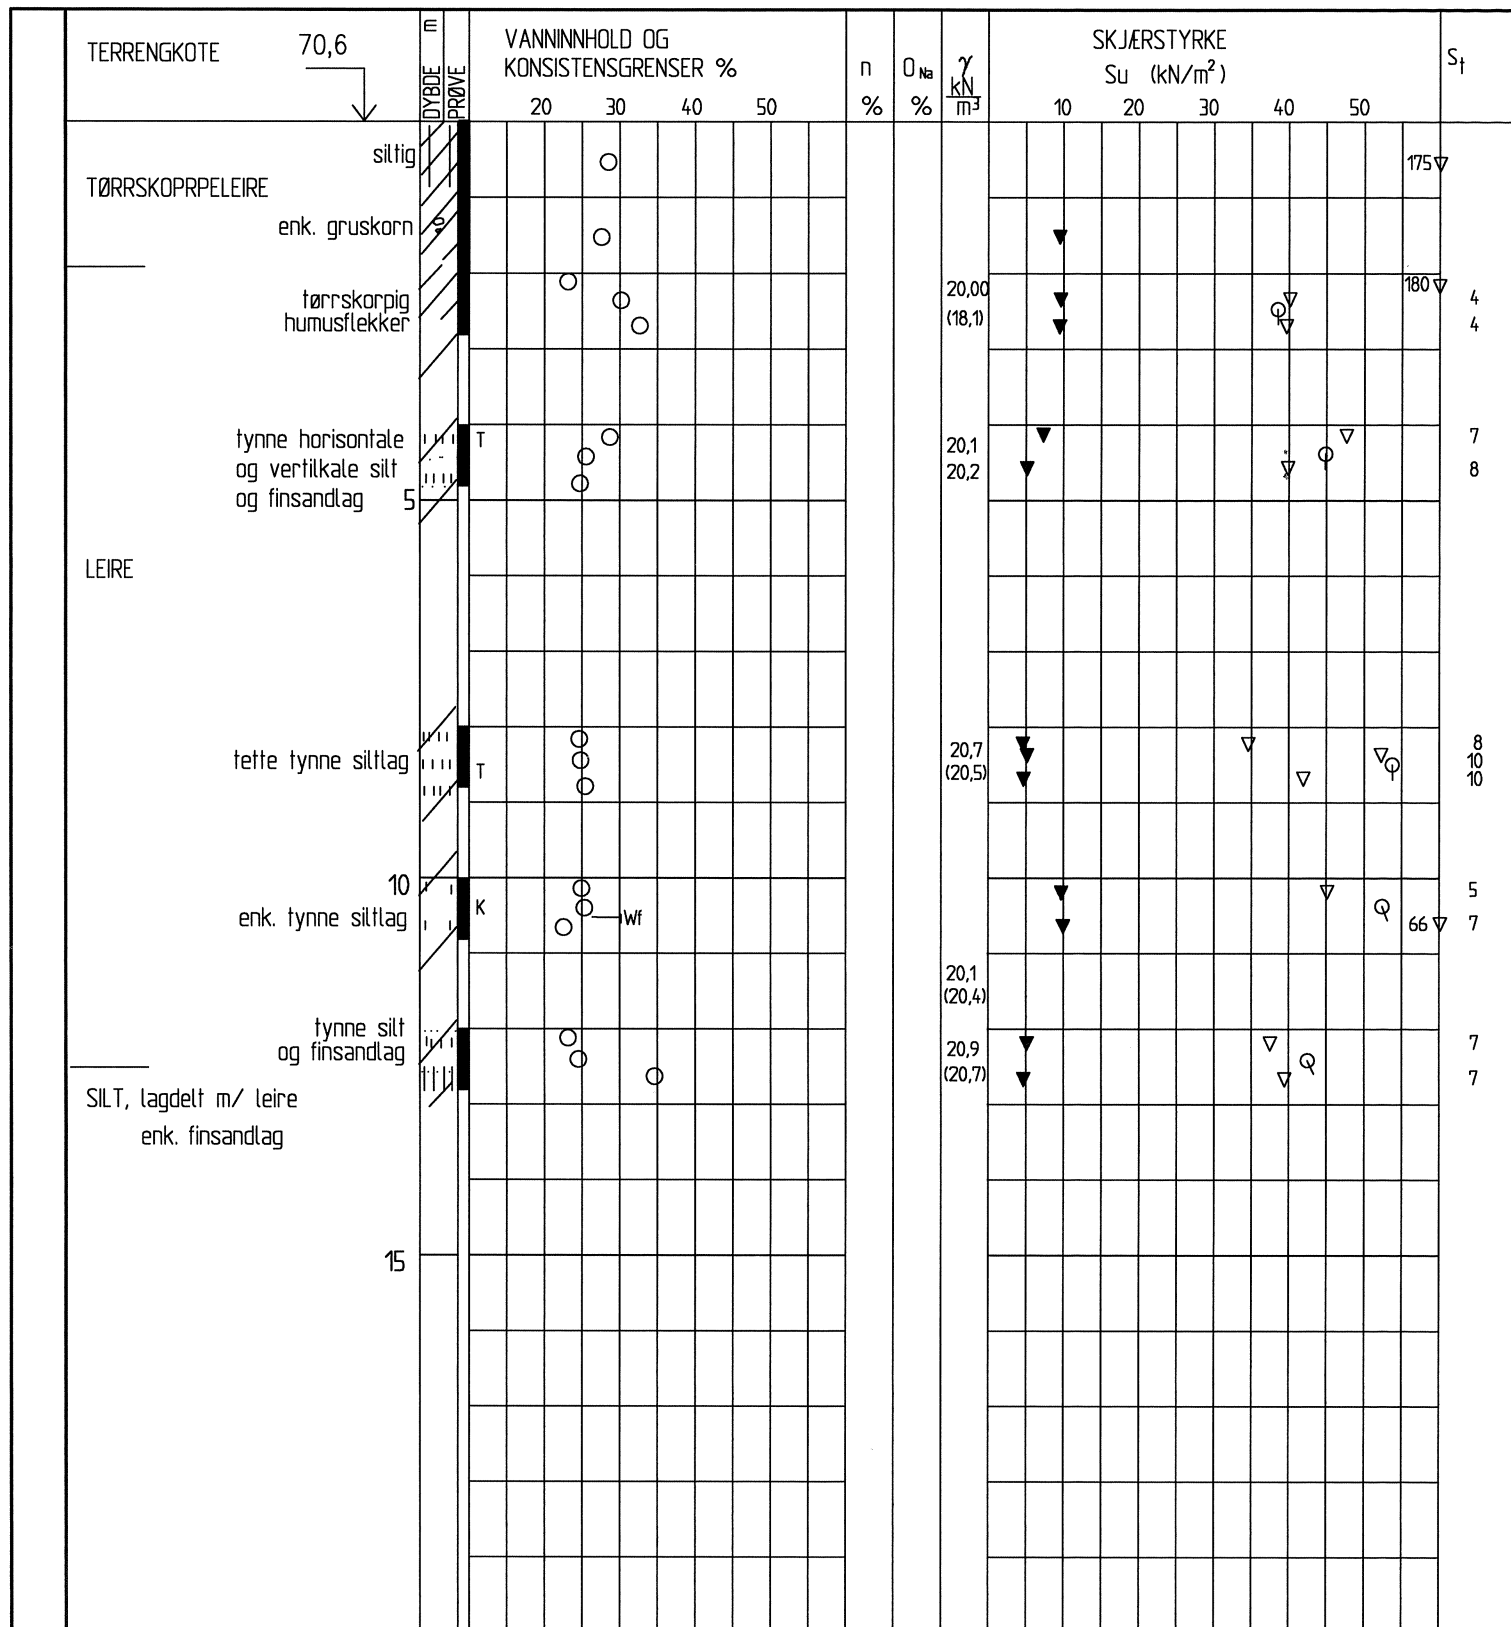 TERRENGKOTE 70,6
m
DYBDE
PRØVE
VANNINNHOLD OG
KONSISTENSGRENSER %
20 30 40 50
n
%
O Na
%
γ
kN
m³
SKJÆRSTYRKE
Su (kN/m²)
10 20 30 40 50
St
siltig
175
TØRRSKOPRPELEIRE
enk. gruskorn
180
20,00
tørrskorpig
4
(18,1)
humusflekker
4
tynne horisontale
T
20,1
7
og vertilkale silt
20,2
8
og finsandlag
5
LEIRE
8
20,7
tette tynne siltlag
10
T
(20,5)
10
10
5
K
enk. tynne siltlag
Wf
66
7
20,1
(20,4)
tynne silt
og finsandlag
20,9
7
(20,7)
7
SILT, lagdelt m/ leire
enk. finsandlag
15